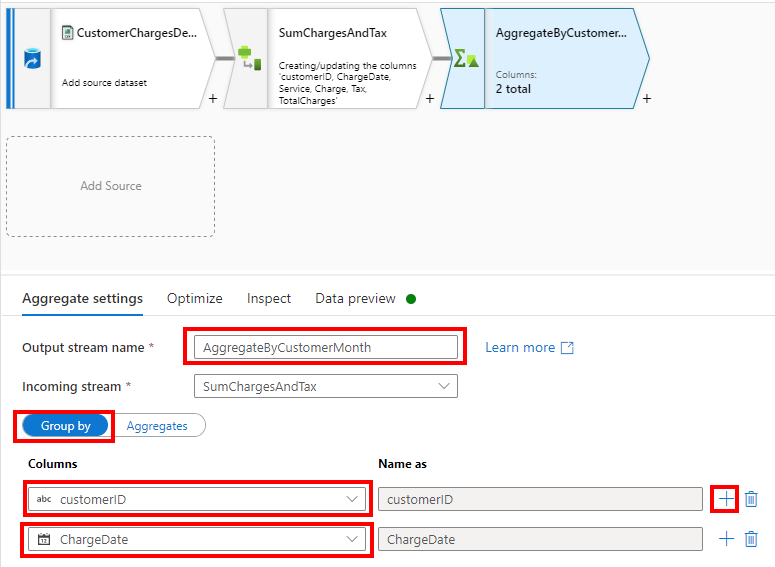 CustomerChargesDe...
Add source dataset
+
SumChargesAndTax
Creating/updating the columns
'customerID, ChargeDate,
Service, Charge, Tax,
TotalCharges'
+
AggregateByCustomer...
Columns:
2 total
+
Add Source
Aggregate settings Optimize Inspect Data preview
Output stream name * AggregateByCustomerMonth Learn more
Incoming stream * SumChargesAndTax
Group by Aggregates
Columns Name as
abc customerID customerID
12 ChargeDate ChargeDate